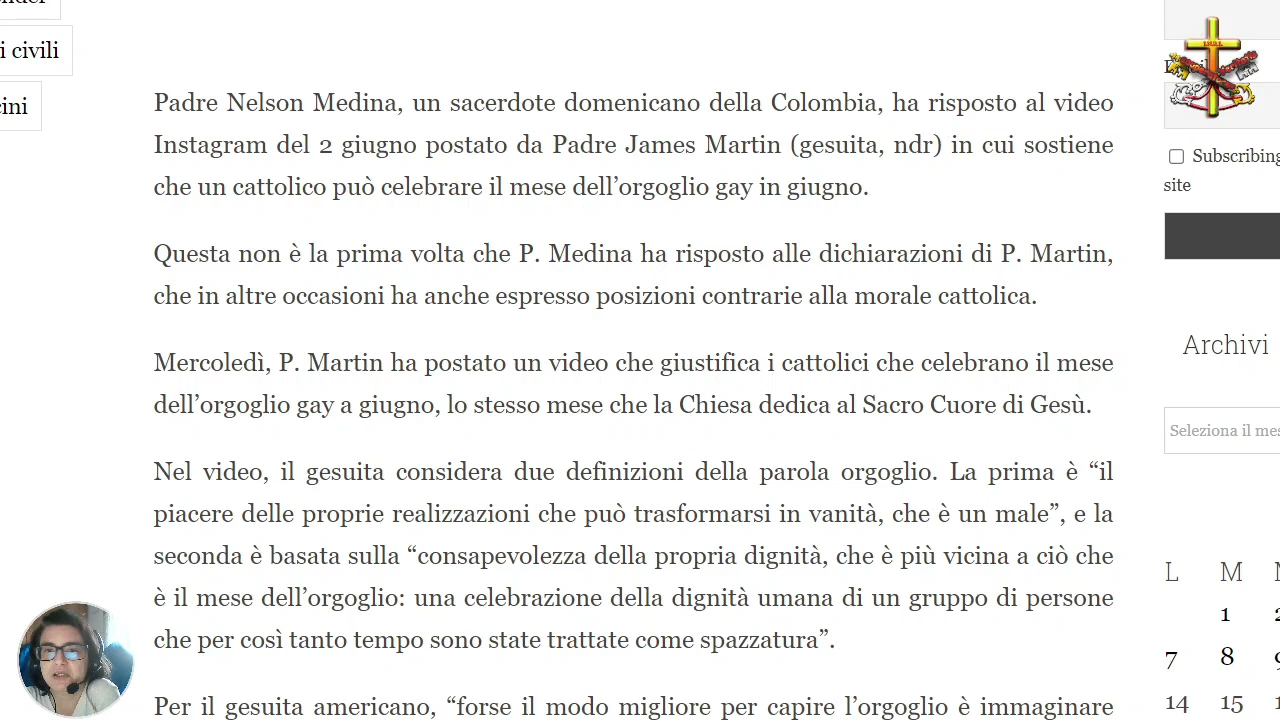 i civili
cini
Padre Nelson Medina, un sacerdote domenicano della Colombia, ha risposto al video
Instagram del 2 giugno postato da Padre James Martin (gesuita, ndr) in cui sostiene
che un cattolico può celebrare il mese dell’orgoglio gay in giugno.
Questa non è la prima volta che P. Medina ha risposto alle dichiarazioni di P. Martin,
che in altre occasioni ha anche espresso posizioni contrarie alla morale cattolica.
Mercoledì, P. Martin ha postato un video che giustifica i cattolici che celebrano il mese
dell’orgoglio gay a giugno, lo stesso mese che la Chiesa dedica al Sacro Cuore di Gesù.
Nel video, il gesuita considera due definizioni della parola orgoglio. La prima è “il
piacere delle proprie realizzazioni che può trasformarsi in vanità, che è un male”, e la
seconda è basata sulla “consapevolezza della propria dignità, che è più vicina a ciò che
è il mese dell’orgoglio: una celebrazione della dignità umana di un gruppo di persone
che per così tanto tempo sono state trattate come spazzatura”.
Per il gesuita americano, “forse il modo migliore per capire l’orgoglio è immaginare
Subscribing
site
Archivi
Seleziona il mes
L M
1 2
7 8 9
14 15 1